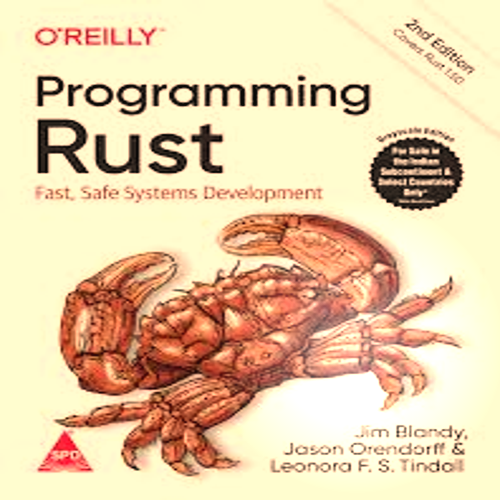 O'REILLY™
2nd Edition
Covers Rust 1.50
Programming
Rust
Fast, Safe Systems Development
Grayscale Edition
For Sale in
the Indian
Subcontinent &
Select Countries
Only*
Jim Blandy,
Jason Orendorff &
Leonora F. S. Tindall
SPD